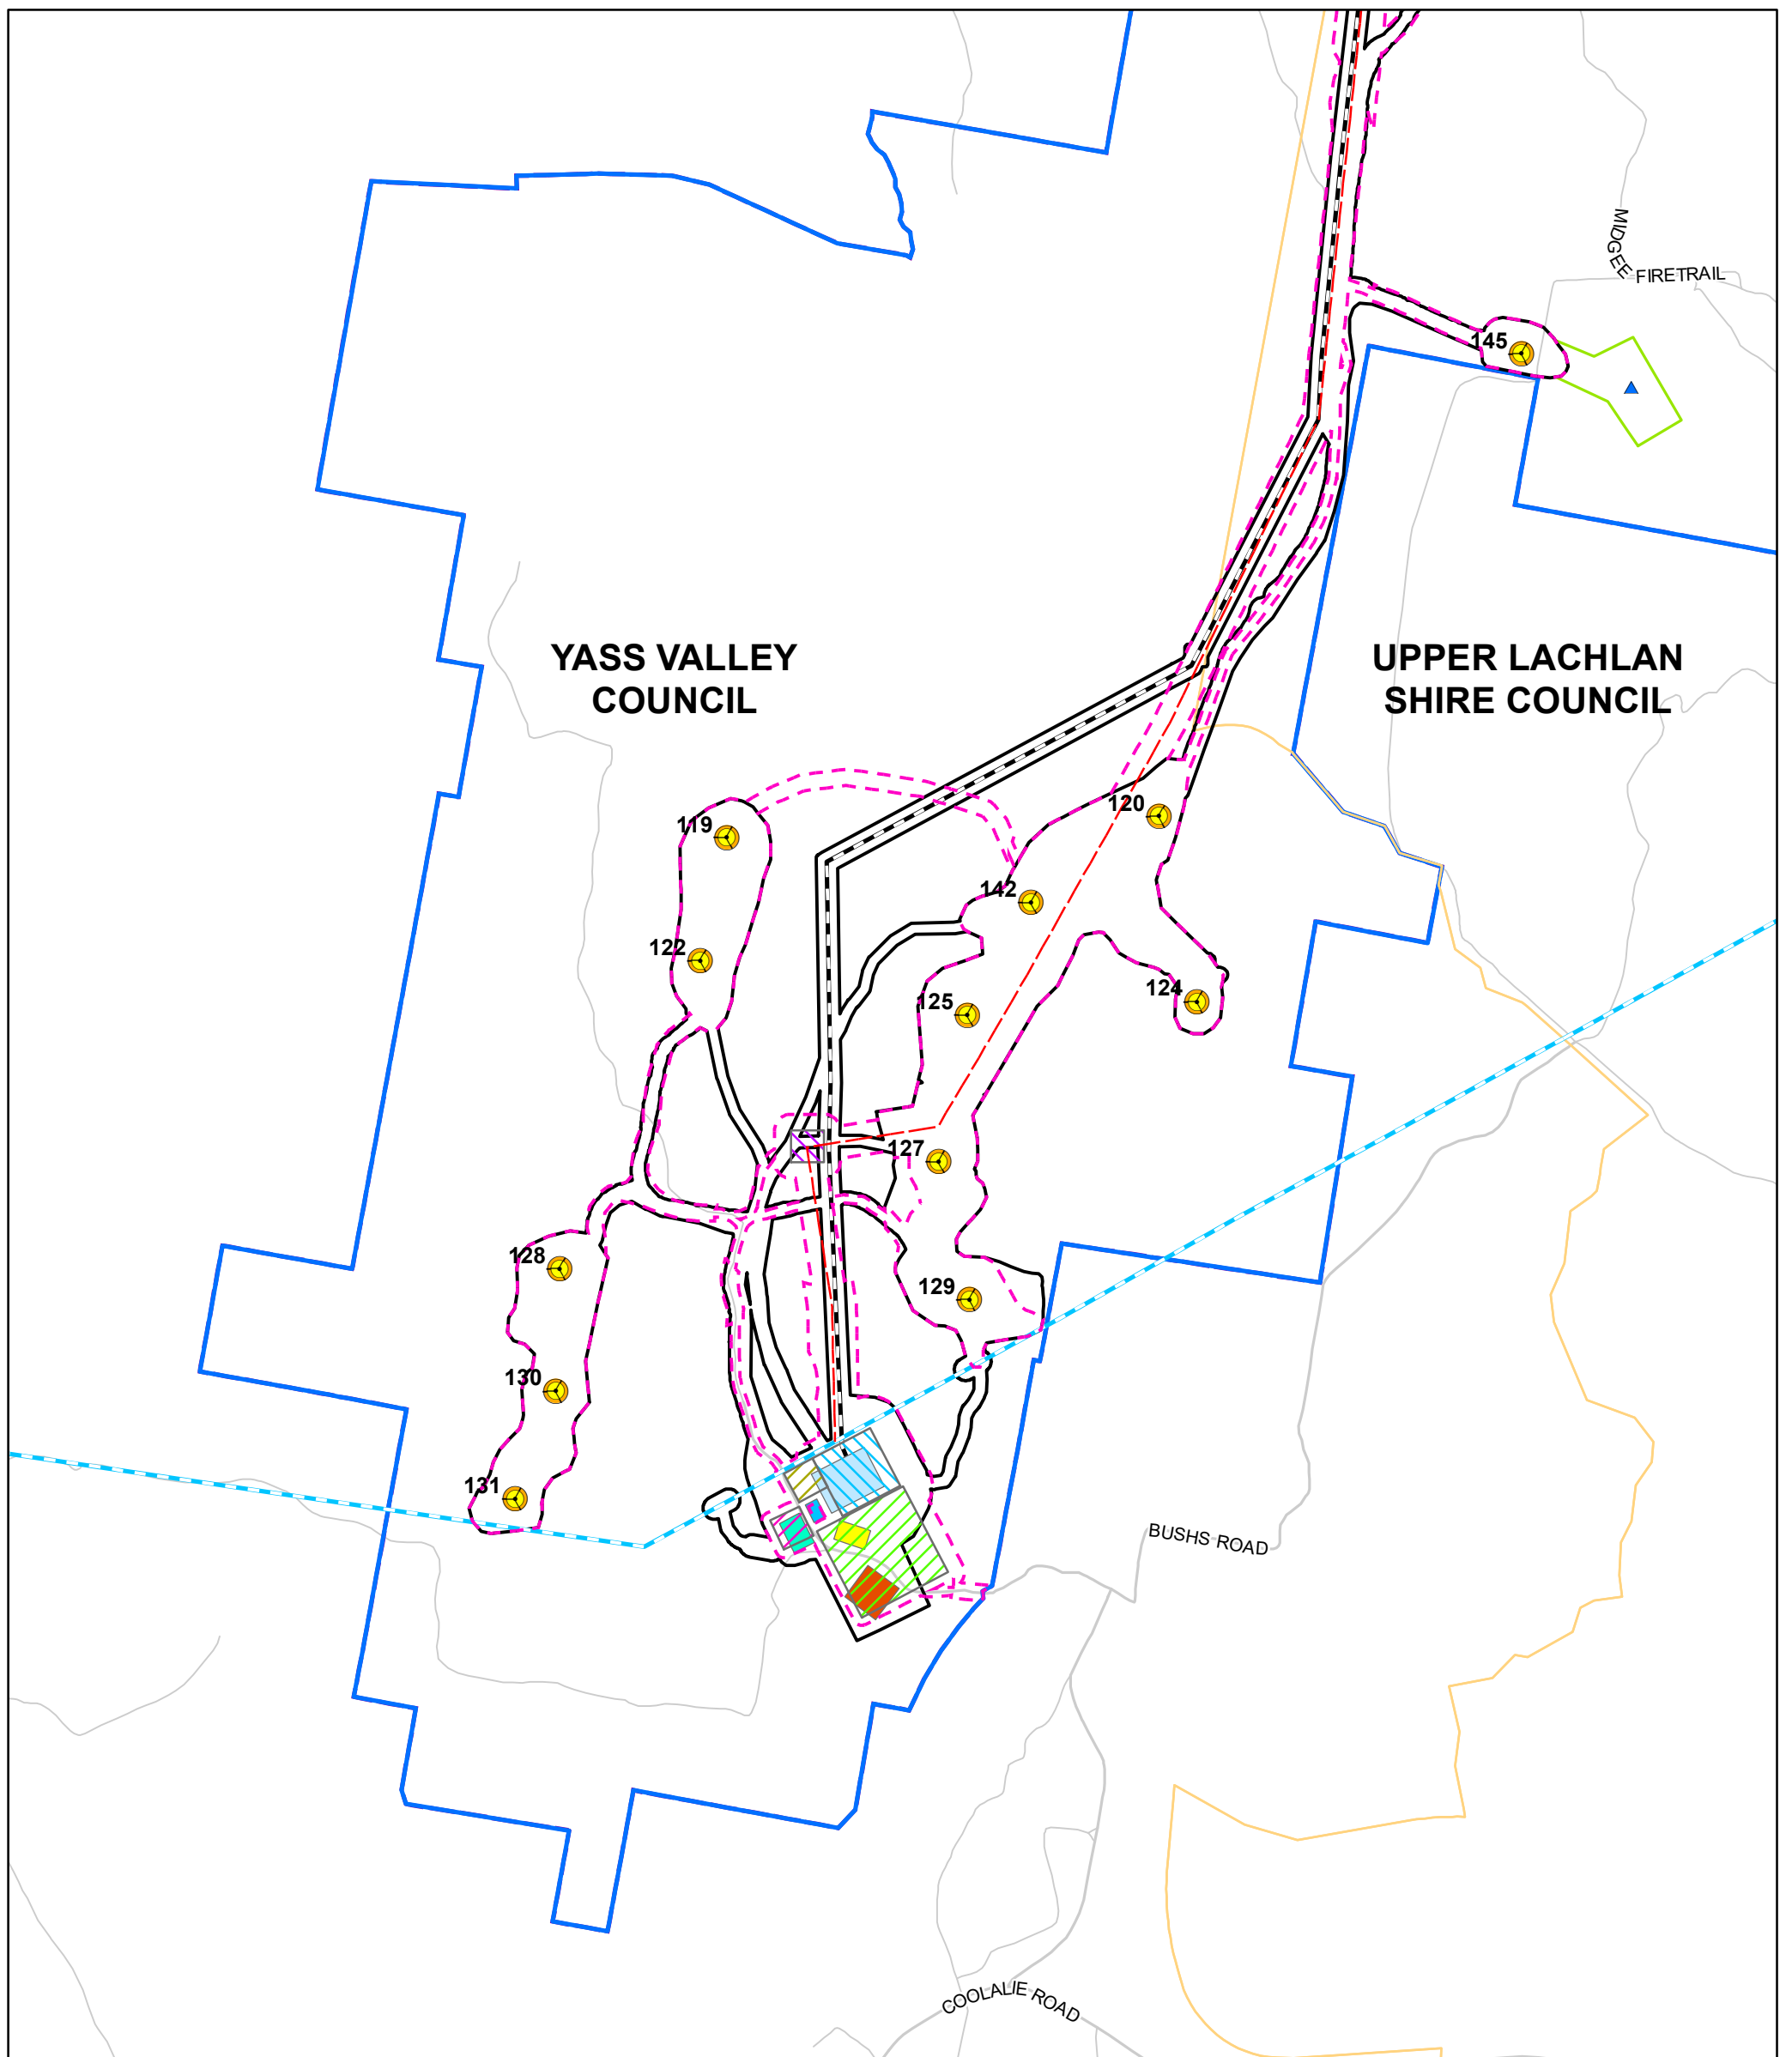 MIDGEE FIRETRAIL
145
YASS VALLEY
COUNCIL
UPPER LACHLAN
SHIRE COUNCIL
120
119
142
122
124
125
127
128
129
130
131
BUSHS ROAD
COOLALIE ROAD